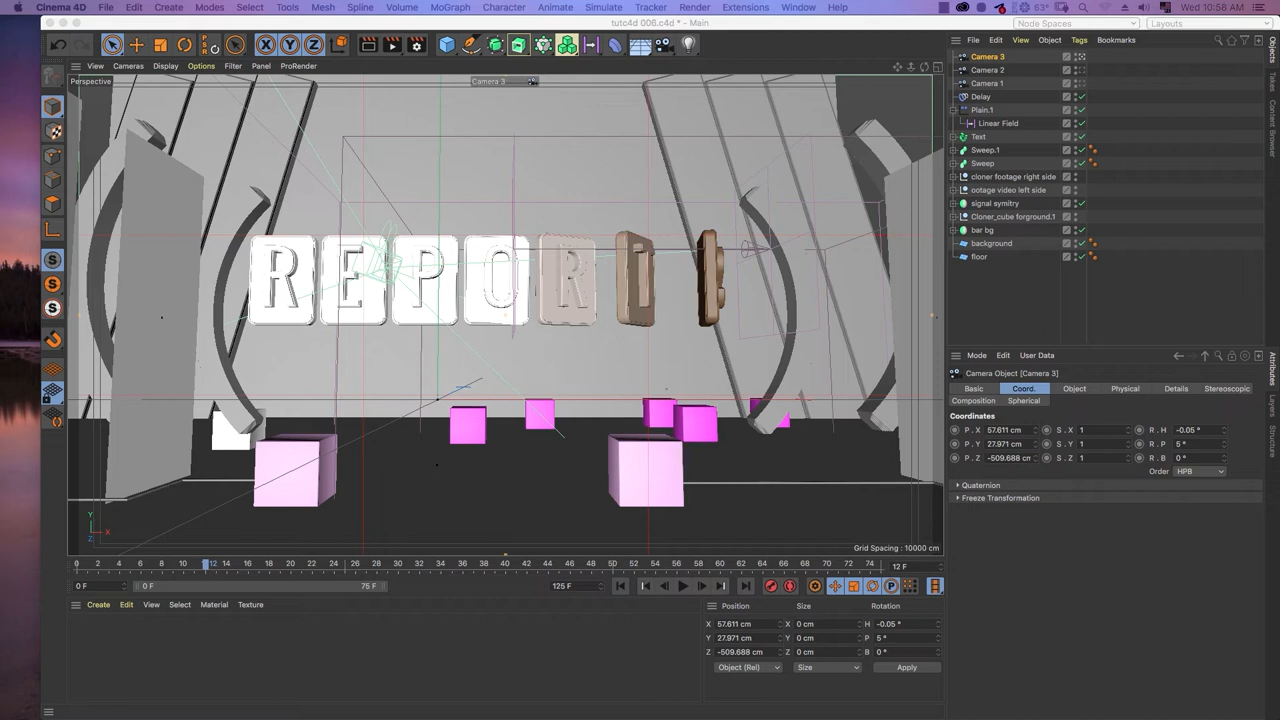 Cinema 4D File Edit Create Modes Select Tools Mesh Spline Volume MoGraph Character Animate Simulate Tracker Render Extensions Window Help 63° Wed 10:58 AM
tutc4d 006.c4d * - Main Node Spaces Layouts
X Y Z
File Edit View Object Tags Bookmarks
View Cameras Display Options Filter Panel ProRender
Perspective Camera 3
Camera 3
Camera 2
Camera 1
Delay
Plain.1
Linear Field
Text
Sweep.1
Sweep
cloner footage right side
ootage video left side
signal symitry
Cloner_cube forground.1
bar bg
background
floor
Objects
Takes
Content Browser
REPOR
Mode Edit User Data
Camera Object [Camera 3]
Basic Coord. Object Physical Details Stereoscopic
Composition Spherical
Coordinates
P . X 57.611 cm S . X 1 R . H -0.05 °
P . Y 27.971 cm S . Y 1 R . P 5 °
P . Z -509.688 cm S . Z 1 R . B 0 °
Order HPB
Quaternion
Freeze Transformation
Attributes
Layers
Structure
Y
X
Z
Grid Spacing : 10000 cm
0 2 4 6 8 10 12 14 16 18 20 22 24 26 28 30 32 34 36 38 40 42 44 46 48 50 52 54 56 58 60 62 64 66 68 70 72 74 12 F
0 F 0 F 75 F 125 F
Create Edit View Select Material Texture
Position Size Rotation
X 57.611 cm X 0 cm H -0.05 °
Y 27.971 cm Y 0 cm P 5 °
Z -509.688 cm Z 0 cm B 0 °
Object (Rel) Size Apply